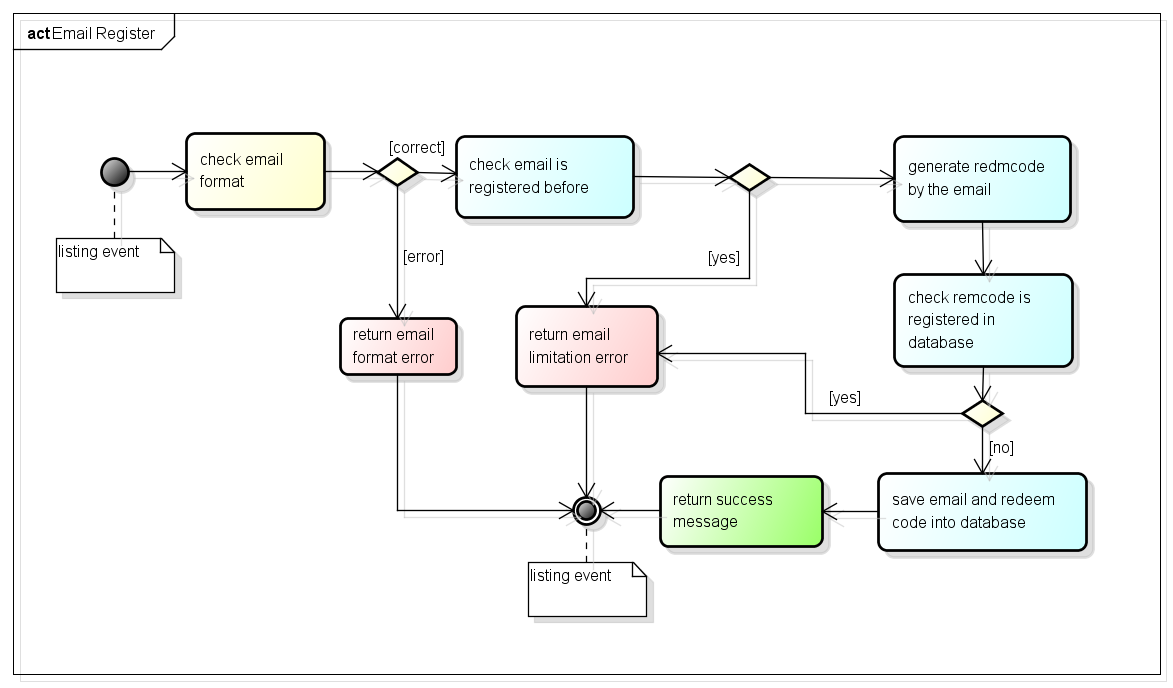 act Email Register
check email
format
[correct]
check email is
registered before
generate redmcode
by the email
listing event
[error]
[yes]
check remcode is
registered in
database
return email
format error
return email
limitation error
[yes]
[no]
return success
message
save email and redeem
code into database
listing event